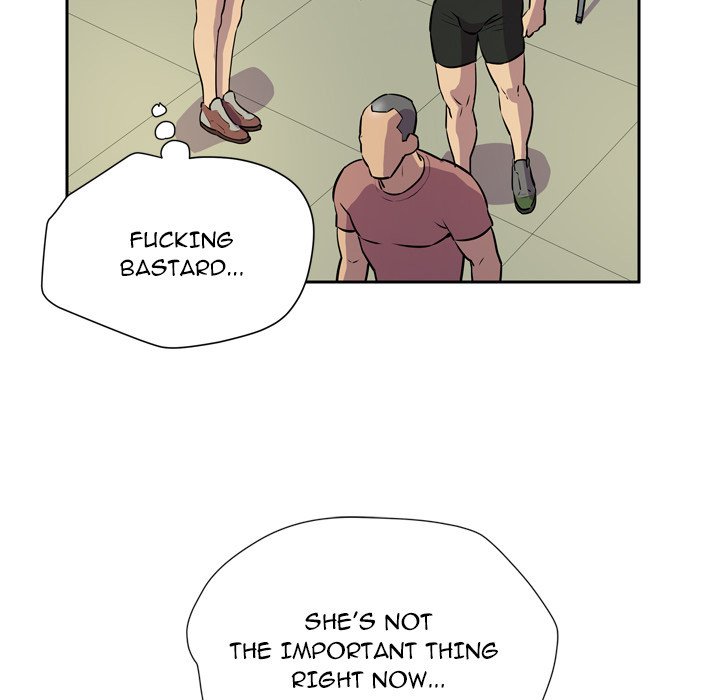 FUCKING
BASTARD...
SHE'S NOT
THE IMPORTANT THING
RIGHT NOW...